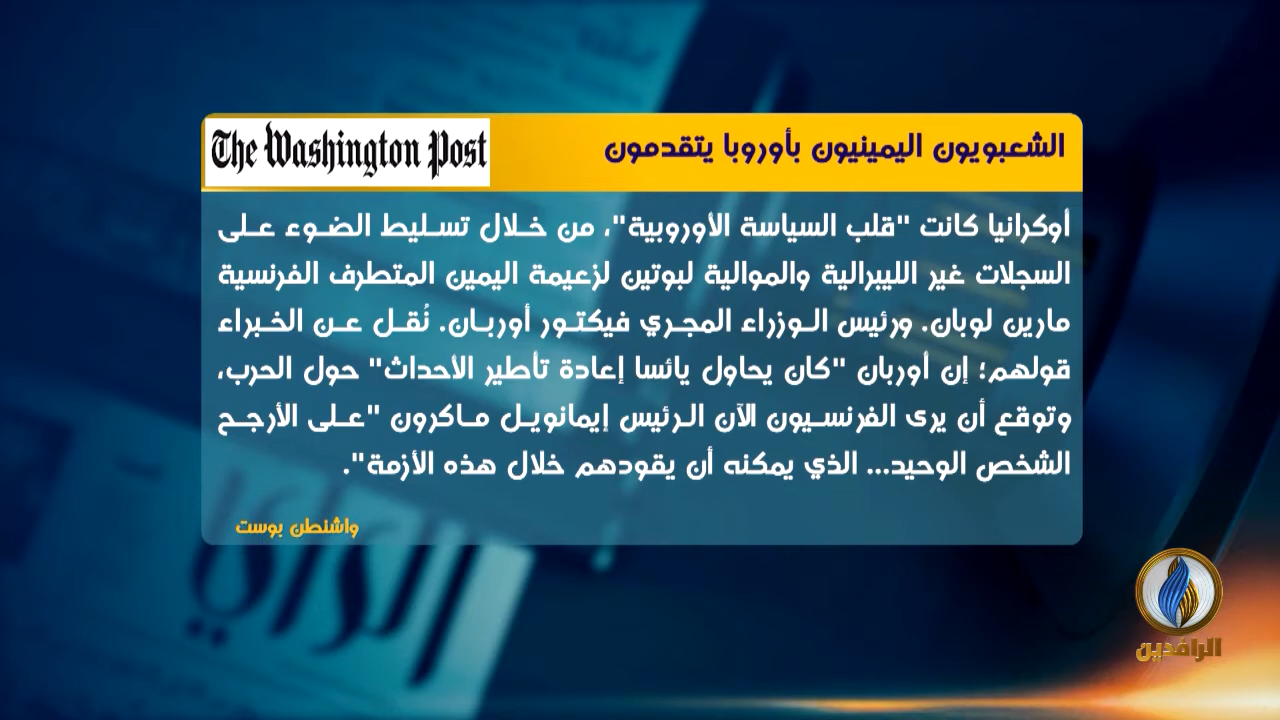 الشعبويون اليمينيون بأوروبا يتقدمون
The Washington Post
أوكرانيا كانت "قلب السياسة الأوروبية"، من خلال تسليط الضوء على
السجلات غير الليبرالية والموالية لبوتين لزعيمة اليمين المتطرف الفرنسية
مارين لوبان. ورئيس الوزراء المجري فيكتور أوربان. نُقل عن الخبراء
قولهم؛ إن أوربان "كان يحاول يائسا إعادة تأطير الأحداث" حول الحرب،
وتوقع أن يرى الفرنسيون الآن الرئيس إيمانويل ماكرون "على الأرجح
الشخص الوحيد... الذي يمكنه أن يقودهم خلال هذه الأزمة".
واشنطن بوست
الرأي
الرافدين